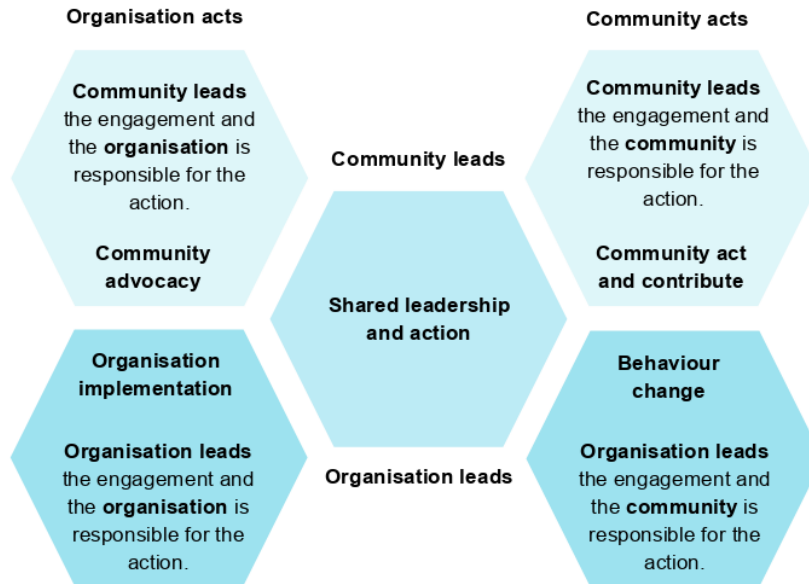 Organisation acts
Community acts
Community leads
the engagement and
the organisation is
responsible for the
action.
Community
advocacy
Community leads
the engagement and
the community is
responsible for the
action.
Community act
and contribute
Community leads
Shared leadership
and action
Organisation leads
Organisation
implementation
Organisation leads
the engagement and
the organisation is
responsible for the
action.
Behaviour
change
Organisation leads
the engagement and
the community is
responsible for the
action.